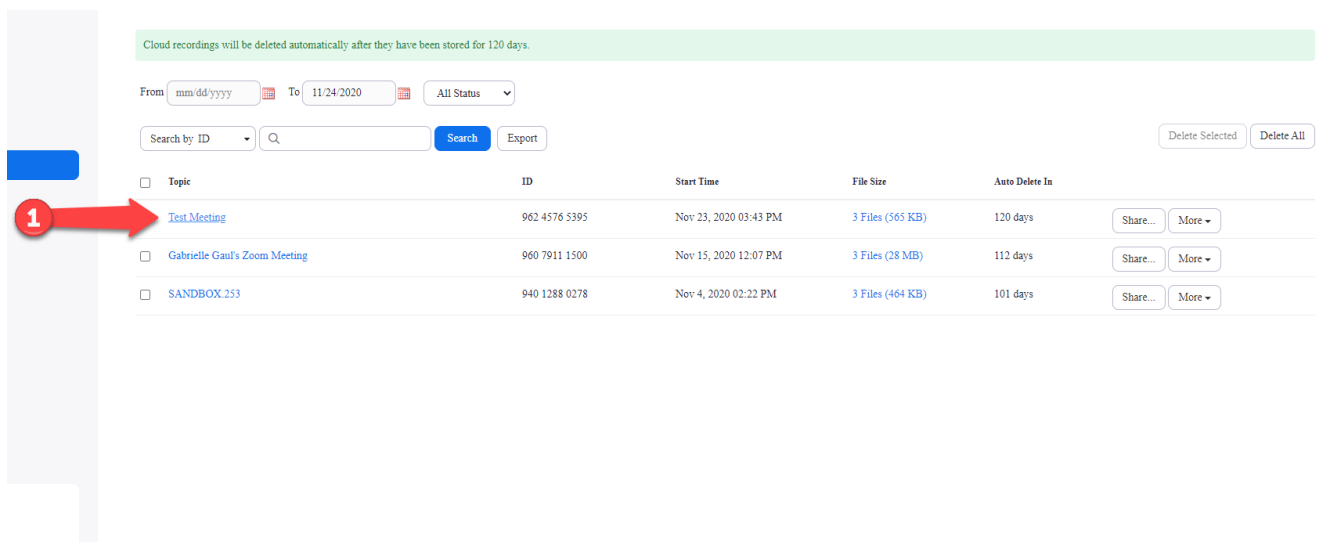 Cloud recordings will be deleted automatically after they have been stored for 120 days.
From mm/dd/yyyy To 11/24/2020 All Status
Search by ID Search Export Delete Selected Delete All
Topic ID Start Time File Size Auto Delete In
1 Test Meeting 962 4576 5395 Nov 23, 2020 03:43 PM 3 Files (565 KB) 120 days Share... More
Gabrielle Gaul's Zoom Meeting 960 7911 1500 Nov 15, 2020 12:07 PM 3 Files (28 MB) 112 days Share... More
SANDBOX.253 940 1288 0278 Nov 4, 2020 02:22 PM 3 Files (464 KB) 101 days Share... More